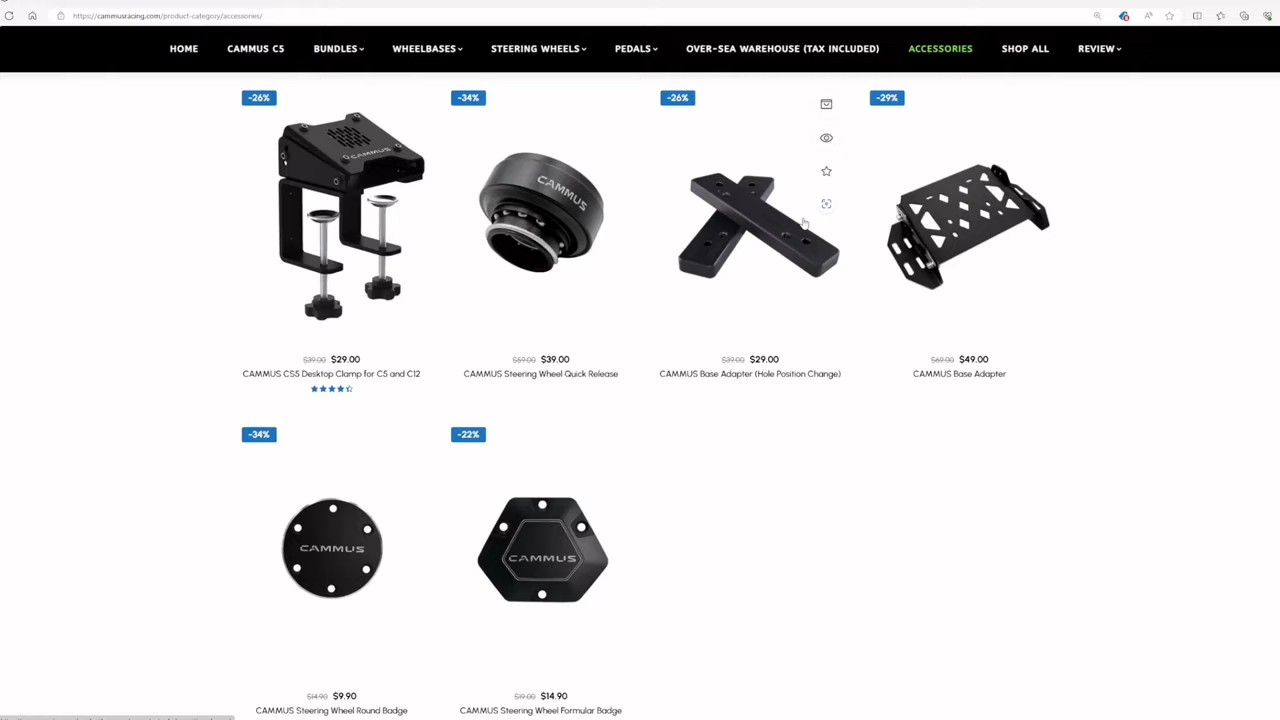 https://cammusracing.com/product-category/accessories/
HOME CAMMUS C5 BUNDLES WHEELBASES STEERING WHEELS PEDALS OVER-SEA WAREHOUSE (TAX INCLUDED) ACCESSORIES SHOP ALL REVIEW
-26% -34% -26% -29%
CAMMUS
CAMMUS
$39.00 $29.00 $59.00 $39.00 $39.00 $29.00 $69.00 $49.00
CAMMUS CS5 Desktop Clamp for C5 and C12 CAMMUS Steering Wheel Quick Release CAMMUS Base Adapter (Hole Position Change) CAMMUS Base Adapter
-34% -22%
CAMMUS CAMMUS
$14.90 $9.90 $19.00 $14.90
CAMMUS Steering Wheel Round Badge CAMMUS Steering Wheel Formular Badge